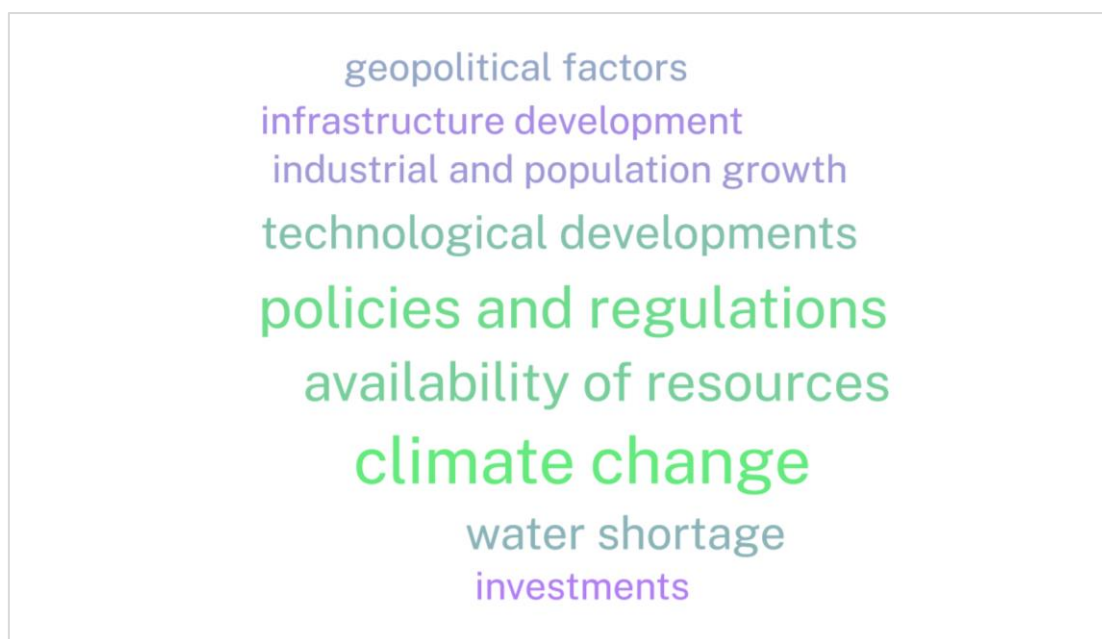 geopolitical factors
infrastructure development
industrial and population growth
technological developments
policies and regulations
availability of resources
climate change
water shortage
investments